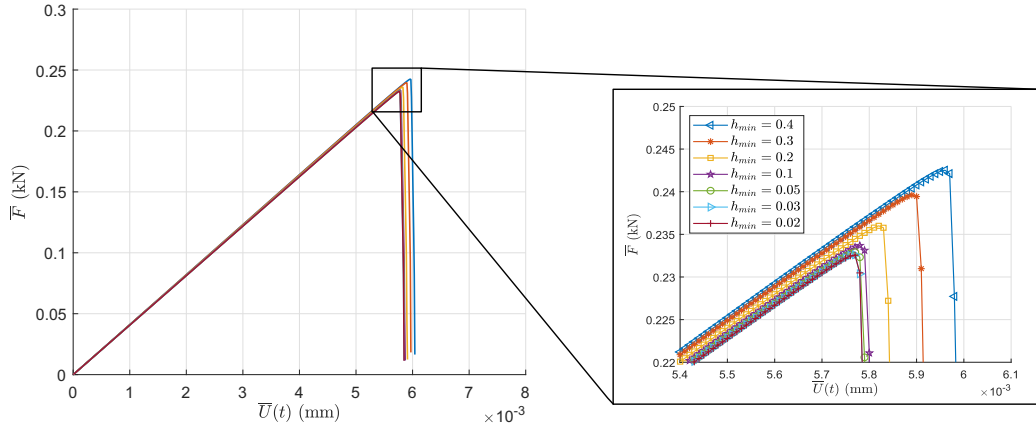 0.3
0.25
0.2
0.15
0.1
0.05
0
F̅ (kN)
0 1 2 3 4 5 6 7 8
U̅(t) (mm)
×10⁻³
0.25
0.245
0.24
0.235
0.23
0.225
0.22
F̅ (kN)
h_min = 0.4
h_min = 0.3
h_min = 0.2
h_min = 0.1
h_min = 0.05
h_min = 0.03
h_min = 0.02
5.4 5.5 5.6 5.7 5.8 5.9 6 6.1
U̅(t) (mm)
×10⁻³